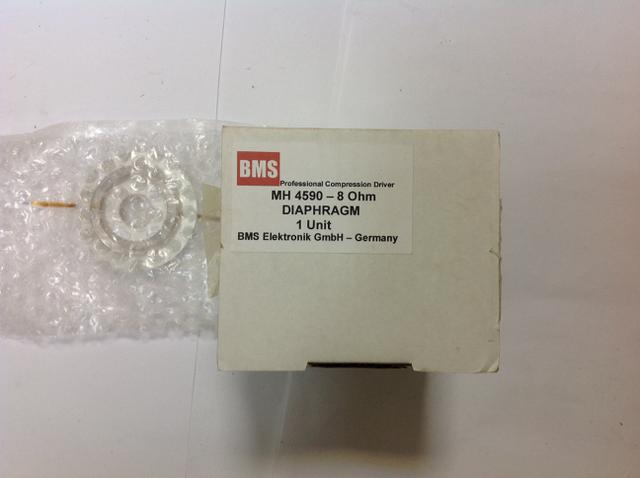 BMS
Professional Compression Driver
MH 4590 – 8 Ohm
DIAPHRAGM
1 Unit
BMS Elektronik GmbH – Germany